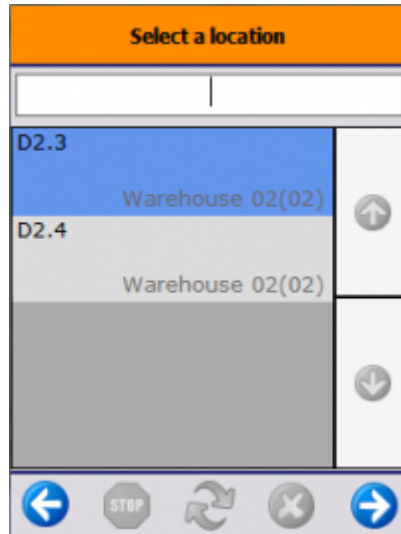 Select a location
D2.3
Warehouse 02(02)
D2.4
Warehouse 02(02)
STOP